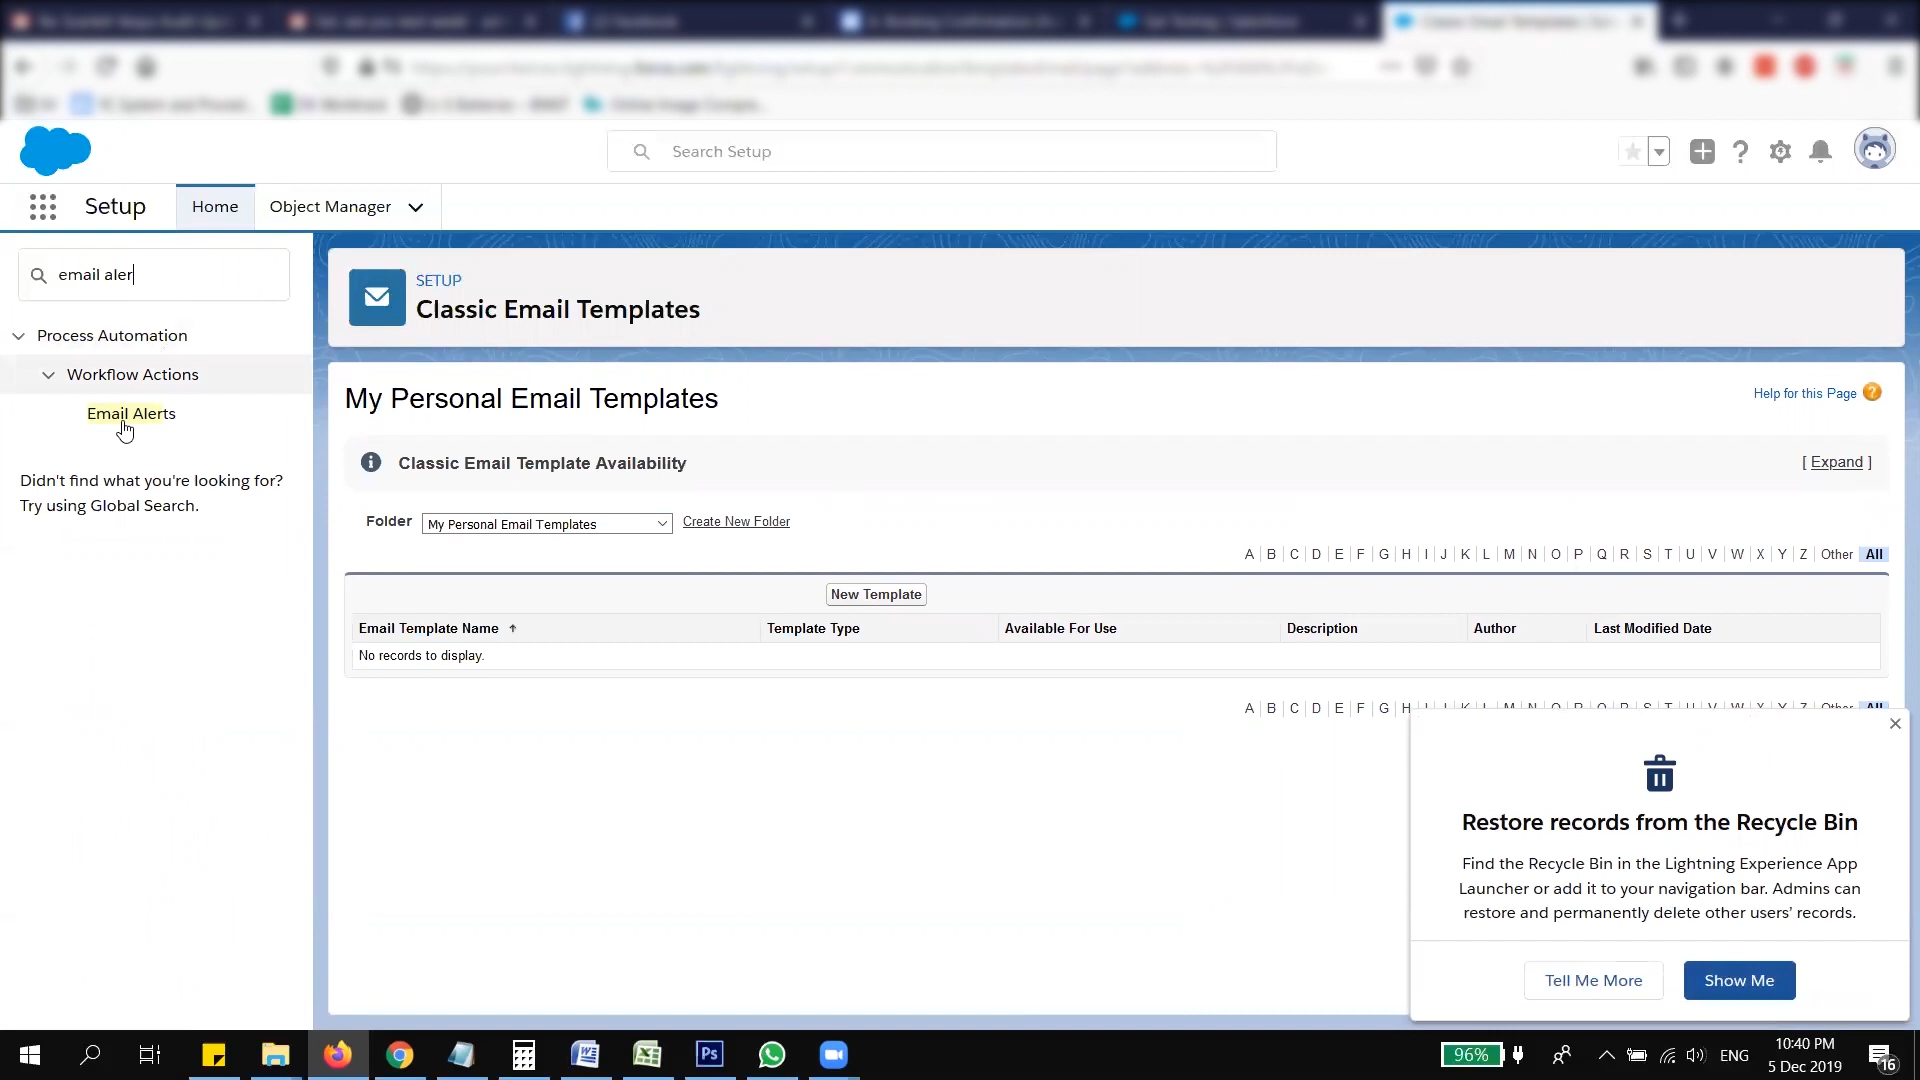 Search Setup
Setup
Home
Object Manager
email aler
Process Automation
Workflow Actions
Email Alerts
Didn't find what you're looking for?
Try using Global Search.
SETUP
Classic Email Templates
My Personal Email Templates
Help for this Page
Classic Email Template Availability
[ Expand ]
Folder My Personal Email Templates Create New Folder
A | B | C | D | E | F | G | H | I | J | K | L | M | N | O | P | Q | R | S | T | U | V | W | X | Y | Z | Other All
New Template
Email Template Name Template Type Available For Use Description Author Last Modified Date
No records to display.
A | B | C | D | E | F | G | H | I | J | K | L | M | N | O | P | Q | R | S | T | U | V | W | X | Y | Z | Other All
Restore records from the Recycle Bin
Find the Recycle Bin in the Lightning Experience App
Launcher or add it to your navigation bar. Admins can
restore and permanently delete other users' records.
Tell Me More
Show Me
96%
ENG
10:40 PM
5 Dec 2019
16